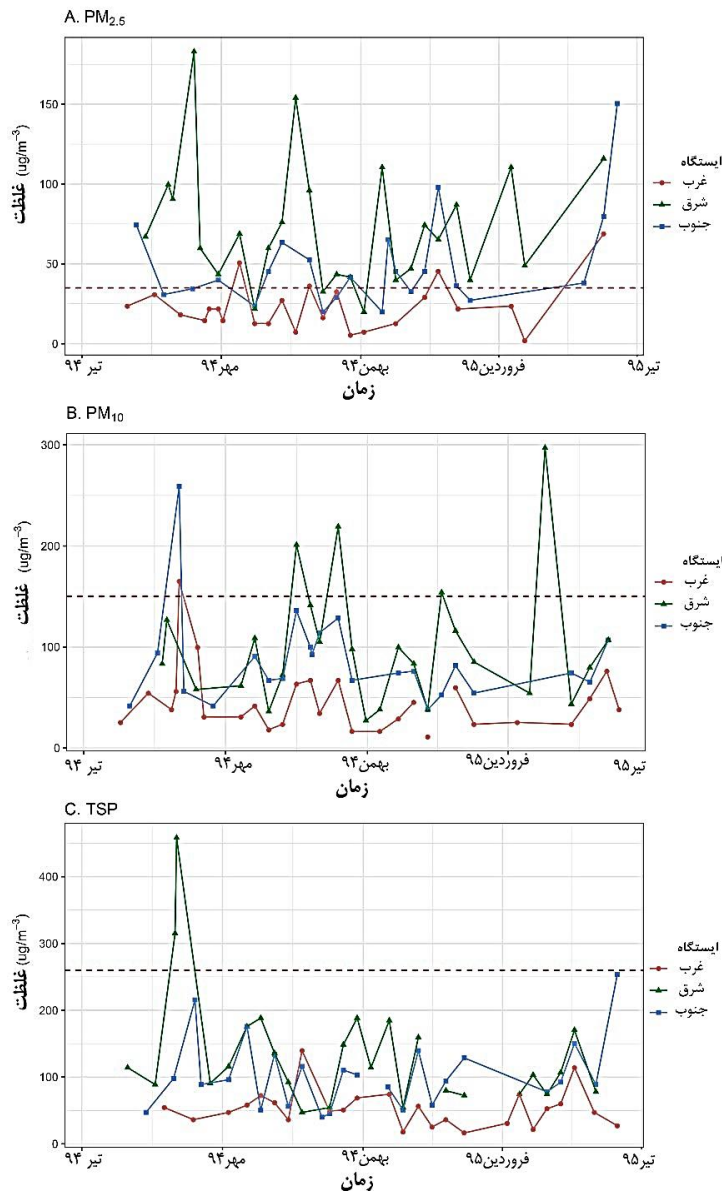 A. PM2.5
150
100
50
0
غلظت (ug/m−3)
تیر ۹۴
مهر۹۴
بهمن۹۴
فروردین۹۵
تیر۹۵
زمان
ایستگاه
غرب
شرق
جنوب
B. PM10
300
200
100
0
غلظت (ug/m−3)
تیر ۹۴
مهر۹۴
بهمن۹۴
فروردین۹۵
تیر۹۵
زمان
ایستگاه
غرب
شرق
جنوب
C. TSP
400
300
200
100
0
غلظت (ug/m−3)
تیر ۹۴
مهر۹۴
بهمن۹۴
فروردین۹۵
تیر۹۵
زمان
ایستگاه
غرب
شرق
جنوب